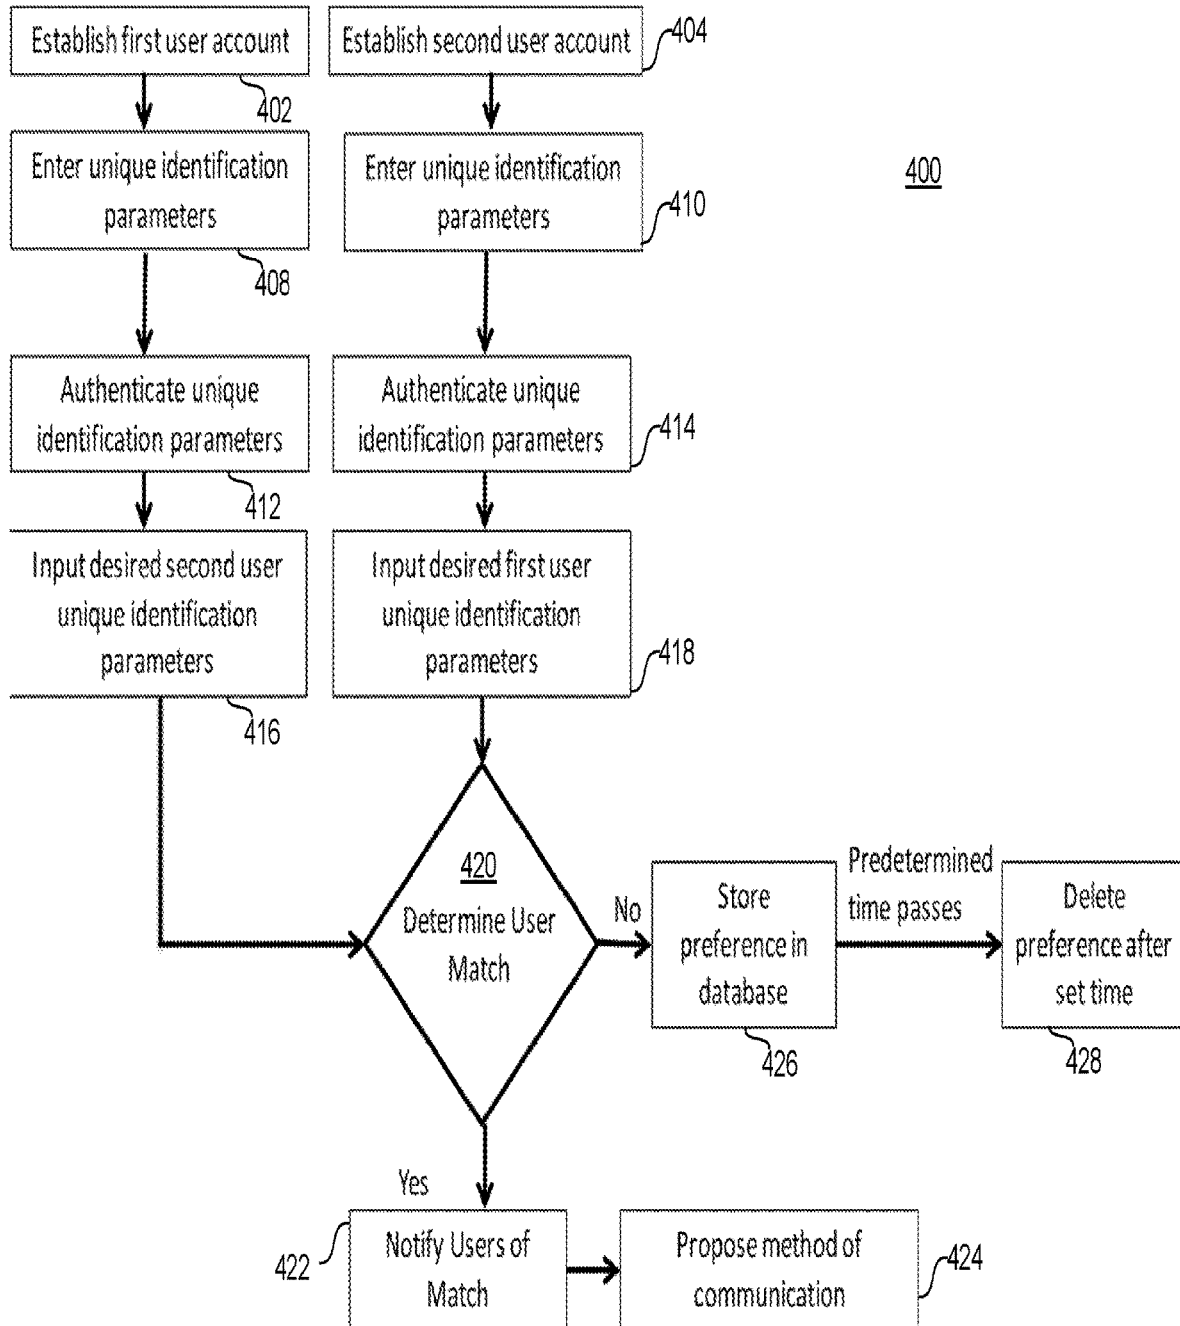 Establish first user account
402
Establish second user account
404
400
Enter unique identification
parameters
408
Enter unique identification
parameters
410
Authenticate unique
identification parameters
412
Authenticate unique
identification parameters
414
Input desired second user
unique identification
parameters
416
Input desired first user
unique identification
parameters
418
420
Determine User
Match
No
Store
preference in
database
426
Predetermined
time passes
Delete
preference after
set time
428
Yes
Notify Users of
Match
422
Propose method of
communication
424